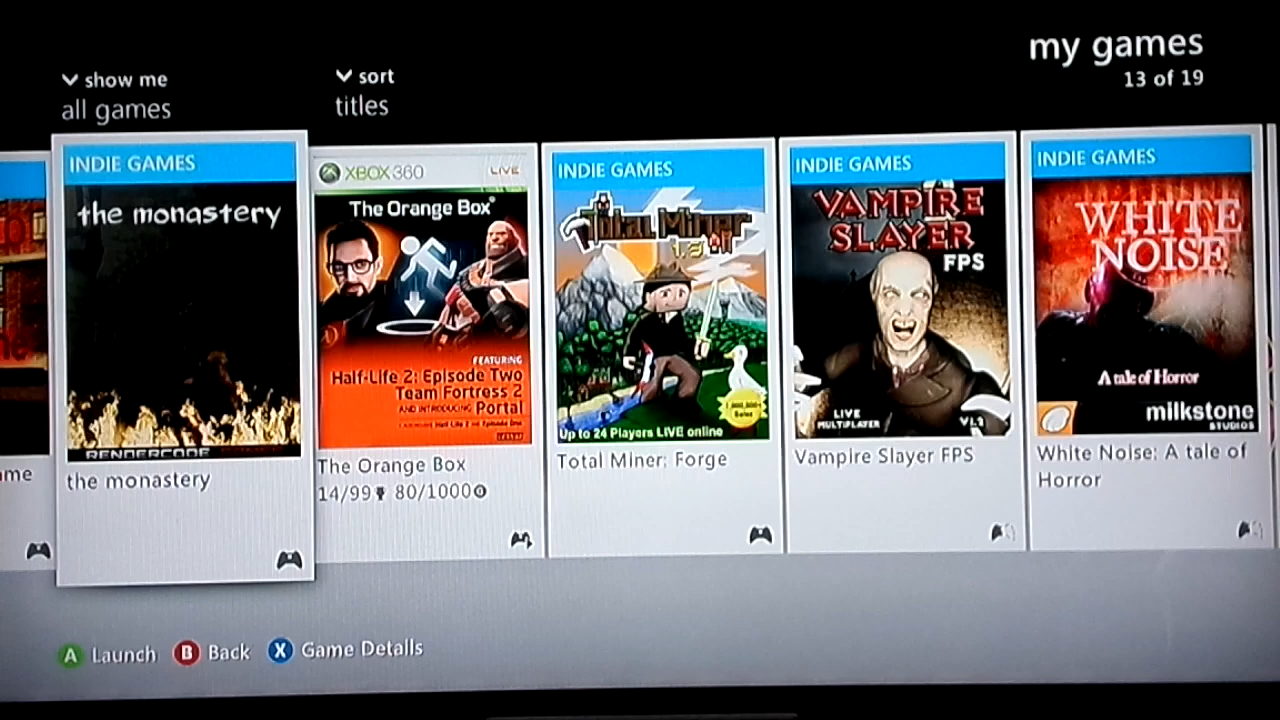 my games
13 of 19
show me
all games
sort
titles
INDIE GAMES
the monastery
RENDERCODE
the monastery
XBOX 360 LIVE
The Orange Box
FEATURING
Half-Life 2: Episode Two
Team Fortress 2
AND INTRODUCING Portal
The Orange Box
14/99 80/1000
INDIE GAMES
Total Miner
Up to 24 Players LIVE online
Total Miner: Forge
INDIE GAMES
VAMPIRE
SLAYER
FPS
LIVE
MULTIPLAYER
Vampire Slayer FPS
INDIE GAMES
WHITE
NOISE
A tale of Horror
milkstone
STUDIOS
White Noise: A tale of
Horror
A Launch B Back X Game Details